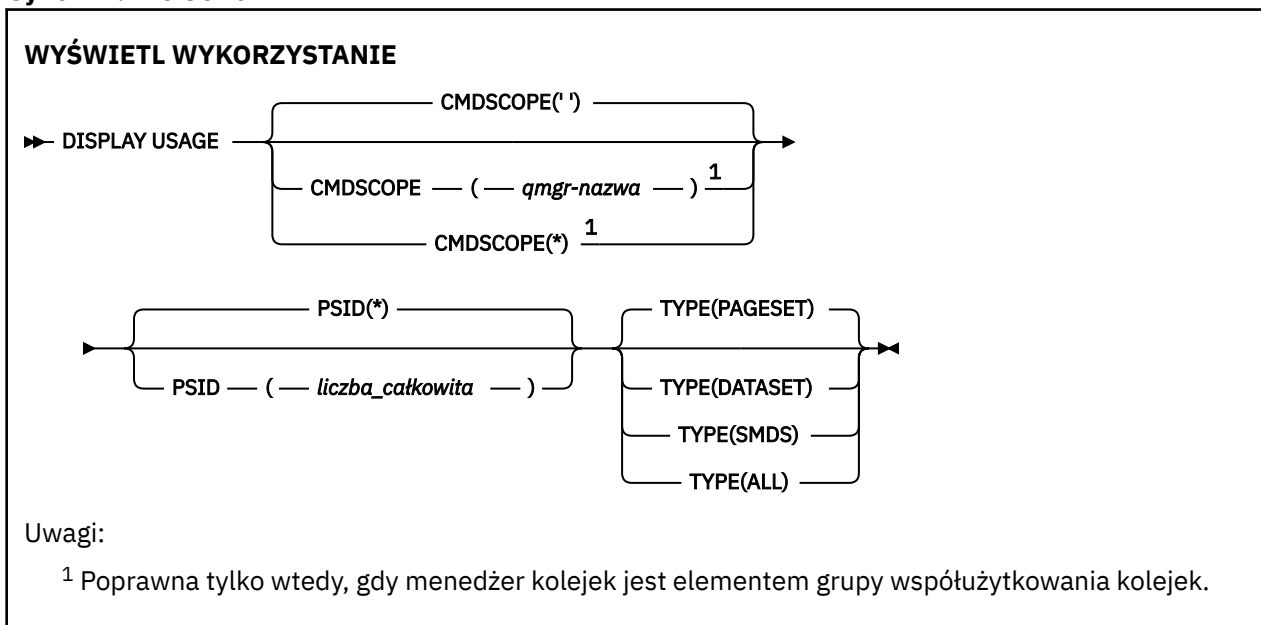 WYŚWIETL WYKORZYSTANIE
CMDSCOPE(' ')
DISPLAY USAGE
CMDSCOPE ( qmgr-nazwa ) 1
CMDSCOPE(*) 1
PSID(*)
TYPE(PAGESET)
PSID ( liczba_całkowita )
TYPE(DATASET)
TYPE(SMDS)
TYPE(ALL)
Uwagi:
1 Poprawna tylko wtedy, gdy menedżer kolejek jest elementem grupy współużytkowania kolejek.